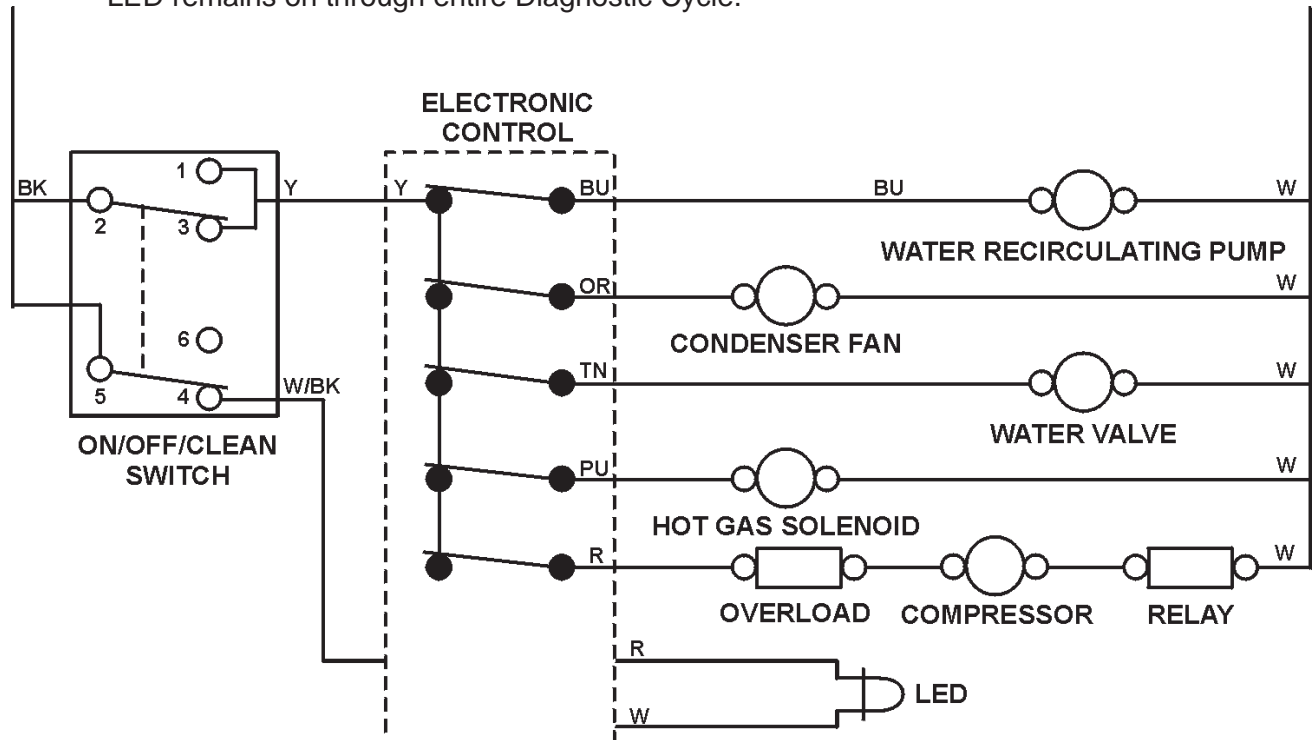 LED remains on through entire Diagnostic Cycle.
ELECTRONIC
CONTROL
BK
1
2
3
Y
Y
BU
BU
W
WATER RECIRCULATING PUMP
OR
W
CONDENSER FAN
6
5
4
W/BK
TN
W
WATER VALVE
ON/OFF/CLEAN
SWITCH
PU
W
HOT GAS SOLENOID
R
W
OVERLOAD
COMPRESSOR
RELAY
R
LED
W